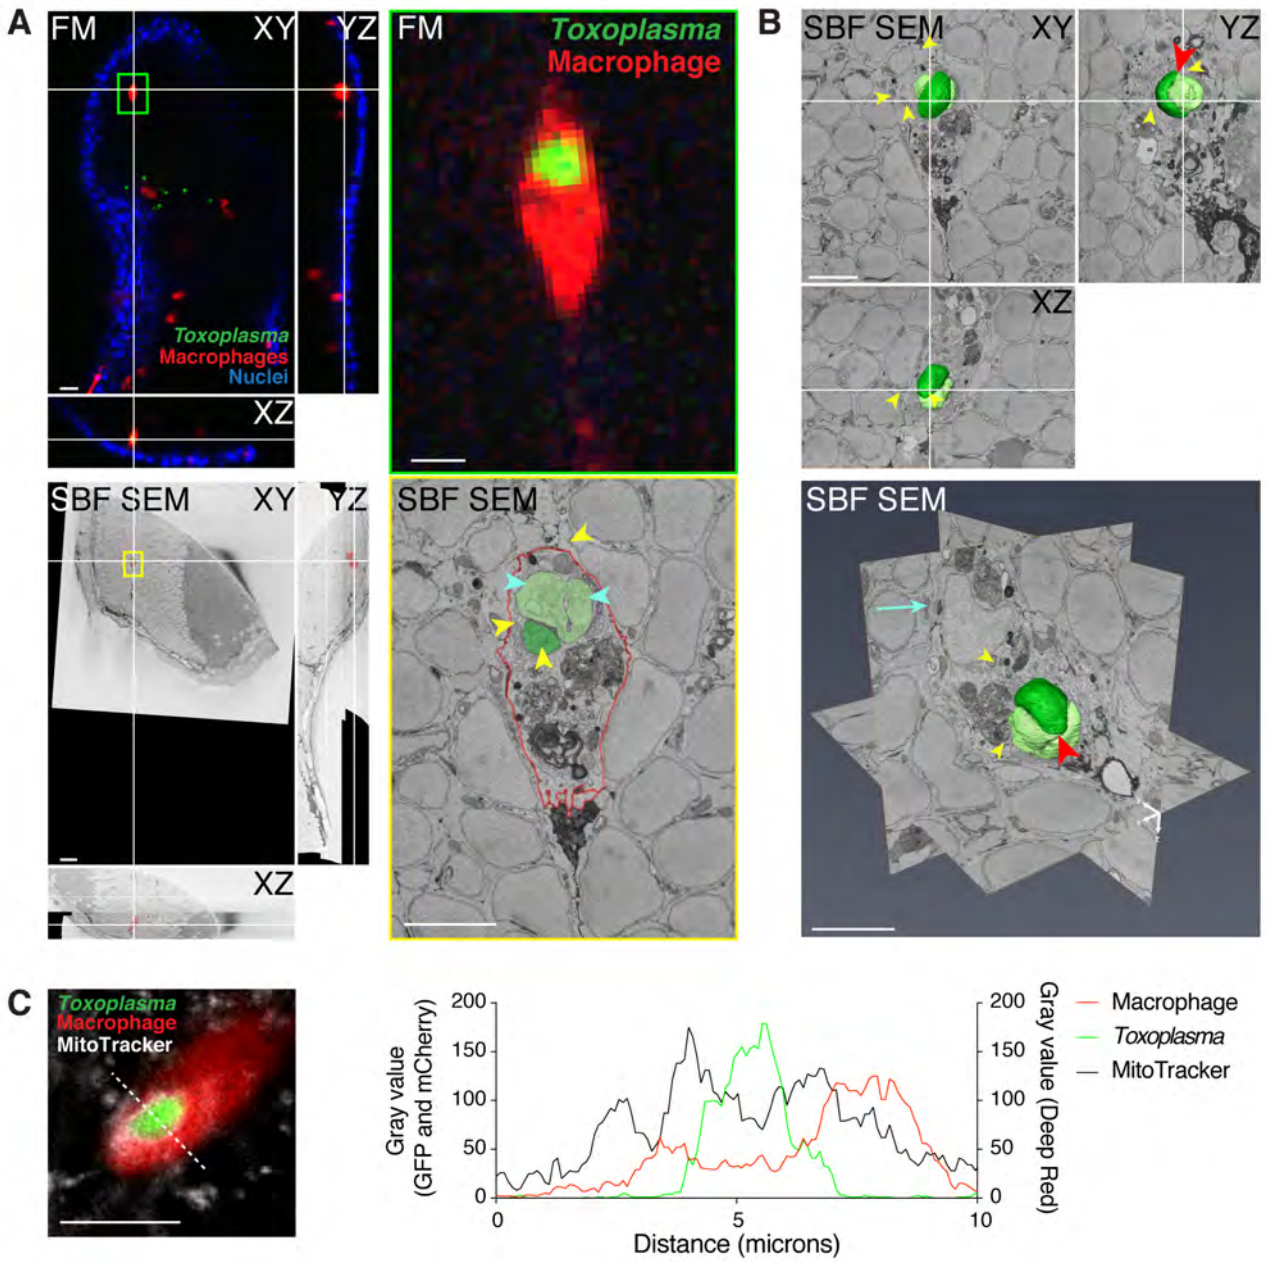 A
FM
XY
YZ
Toxoplasma
Macrophages
Nuclei
XZ
FM
Toxoplasma
Macrophage
SBF SEM
XY
YZ
XZ
SBF SEM
B
SBF SEM
XY
YZ
XZ
SBF SEM
C
Toxoplasma
Macrophage
MitoTracker
Gray value
(GFP and mCherry)
200
150
100
50
0
0
5
10
Distance (microns)
200
150
100
50
0
Gray value (Deep Red)
Macrophage
Toxoplasma
MitoTracker